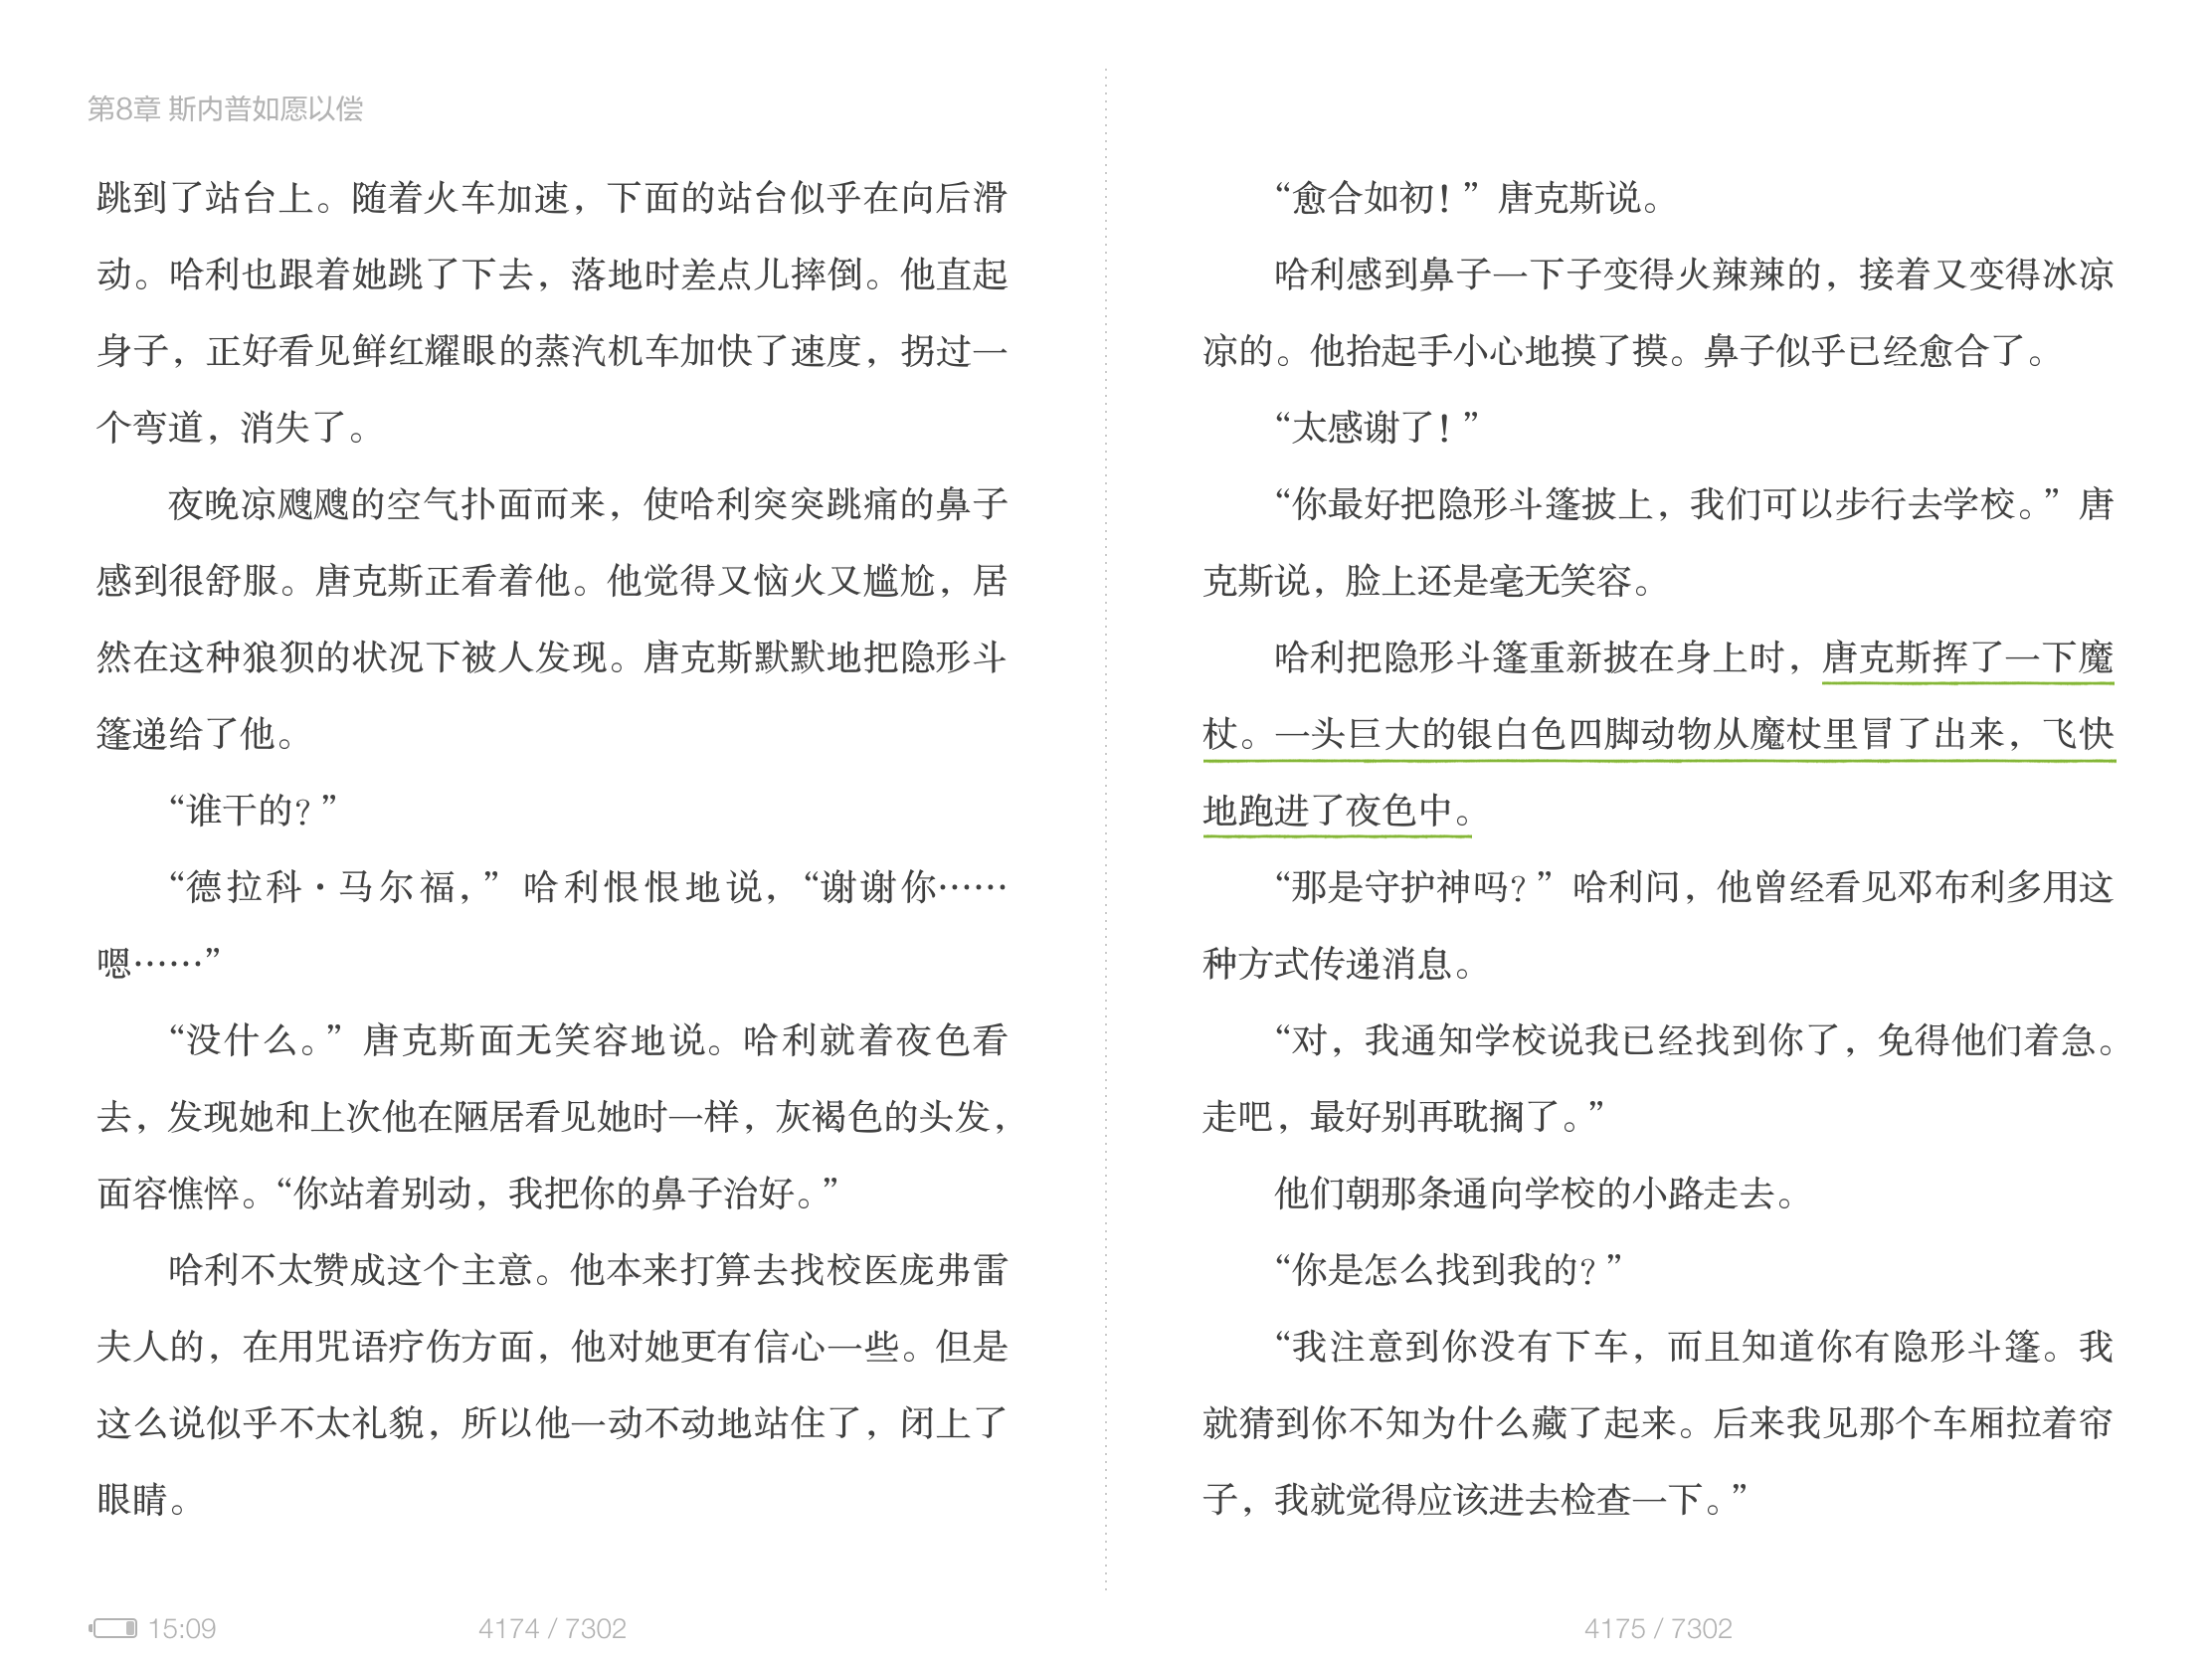 第8章 斯内普如愿以偿
跳到了站台上。随着火车加速，下面的站台似乎在向后滑
动。哈利也跟着她跳了下去，落地时差点儿摔倒。他直起
身子，正好看见鲜红耀眼的蒸汽机车加快了速度，拐过一
个弯道，消失了。
夜晚凉飕飕的空气扑面而来，使哈利突突跳痛的鼻子
感到很舒服。唐克斯正看着他。他觉得又恼火又尴尬，居
然在这种狼狈的状况下被人发现。唐克斯默默地把隐形斗
篷递给了他。
“谁干的？”
“德拉科·马尔福，”哈利恨恨地说，“谢谢你……
嗯……”
“没什么。”唐克斯面无笑容地说。哈利就着夜色看
去，发现她和上次他在陋居看见她时一样，灰褐色的头发，
面容憔悴。“你站着别动，我把你的鼻子治好。”
哈利不太赞成这个主意。他本来打算去找校医庞弗雷
夫人的，在用咒语疗伤方面，他对她更有信心一些。但是
这么说似乎不太礼貌，所以他一动不动地站住了，闭上了
眼睛。
15:09
4174 / 7302
“愈合如初！”唐克斯说。
哈利感到鼻子一下子变得火辣辣的，接着又变得冰凉
凉的。他抬起手小心地摸了摸。鼻子似乎已经愈合了。
“太感谢了！”
“你最好把隐形斗篷披上，我们可以步行去学校。”唐
克斯说，脸上还是毫无笑容。
哈利把隐形斗篷重新披在身上时，唐克斯挥了一下魔
杖。一头巨大的银白色四脚动物从魔杖里冒了出来，飞快
地跑进了夜色中。
“那是守护神吗？”哈利问，他曾经看见邓布利多用这
种方式传递消息。
“对，我通知学校说我已经找到你了，免得他们着急。
走吧，最好别再耽搁了。”
他们朝那条通向学校的小路走去。
“你是怎么找到我的？”
“我注意到你没有下车，而且知道你有隐形斗篷。我
就猜到你不知为什么藏了起来。后来我见那个车厢拉着帘
子，我就觉得应该进去检查一下。”
4175 / 7302